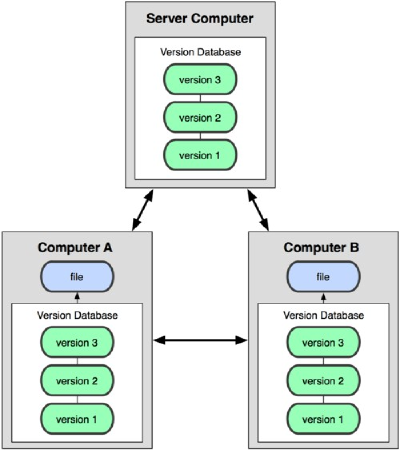 Server Computer
Version Database
version 3
version 2
version 1
Computer A
file
Version Database
version 3
version 2
version 1
Computer B
file
Version Database
version 3
version 2
version 1